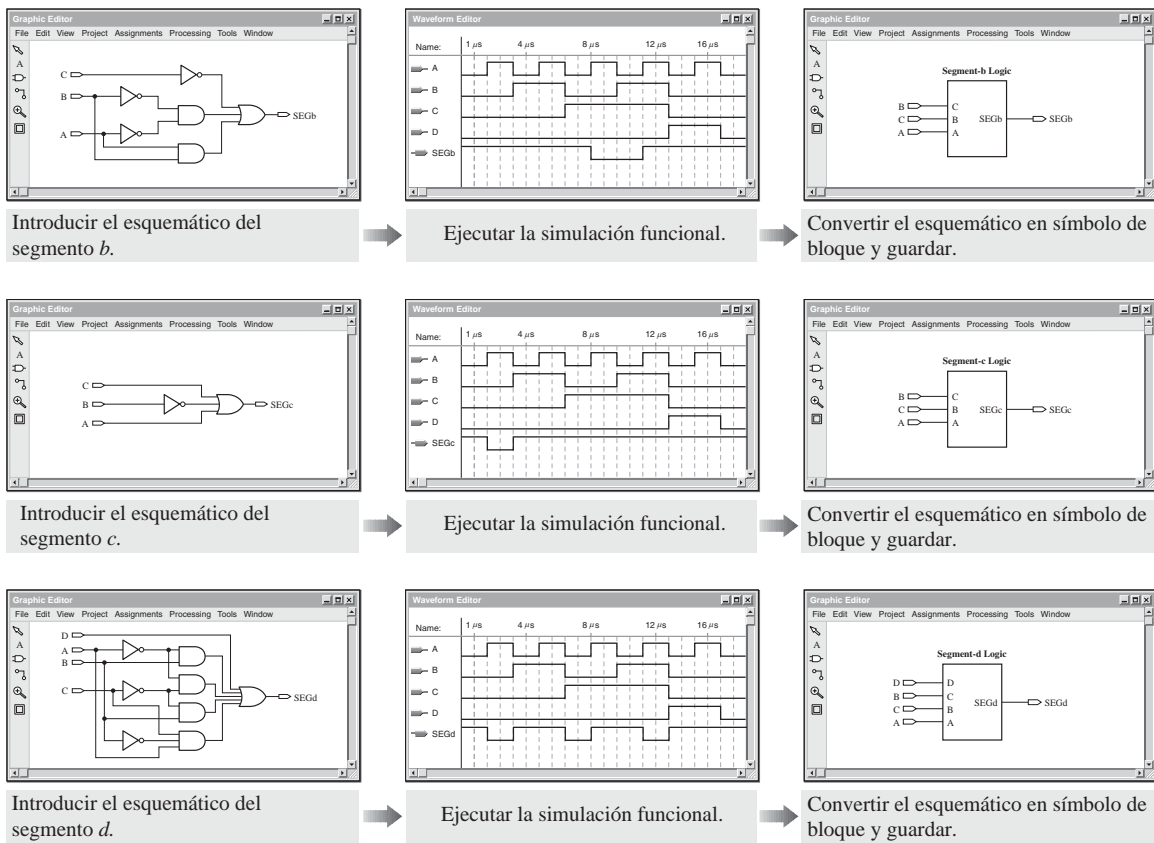 Graphic Editor
File Edit View Project Assignments Processing Tools Window
A
C
B
A
SEGb
Waveform Editor
Name: 1 μs 4 μs 8 μs 12 μs 16 μs
A
B
C
D
SEGb
Graphic Editor
File Edit View Project Assignments Processing Tools Window
A
Segment-b Logic
B C
C B SEGb SEGb
A A
Introducir el esquemático del
segmento b.
Ejecutar la simulación funcional.
Convertir el esquemático en símbolo de
bloque y guardar.
Graphic Editor
File Edit View Project Assignments Processing Tools Window
A
C
B
A
SEGc
Waveform Editor
Name: 1 μs 4 μs 8 μs 12 μs 16 μs
A
B
C
D
SEGc
Graphic Editor
File Edit View Project Assignments Processing Tools Window
A
Segment-c Logic
B C
C B SEGc SEGc
A A
Introducir el esquemático del
segmento c.
Ejecutar la simulación funcional.
Convertir el esquemático en símbolo de
bloque y guardar.
Graphic Editor
File Edit View Project Assignments Processing Tools Window
A
D
A
B
C
SEGd
Waveform Editor
Name: 1 μs 4 μs 8 μs 12 μs 16 μs
A
B
C
D
SEGd
Graphic Editor
File Edit View Project Assignments Processing Tools Window
A
Segment-d Logic
D D
B C
C B SEGd SEGd
A A
Introducir el esquemático del
segmento d.
Ejecutar la simulación funcional.
Convertir el esquemático en símbolo de
bloque y guardar.